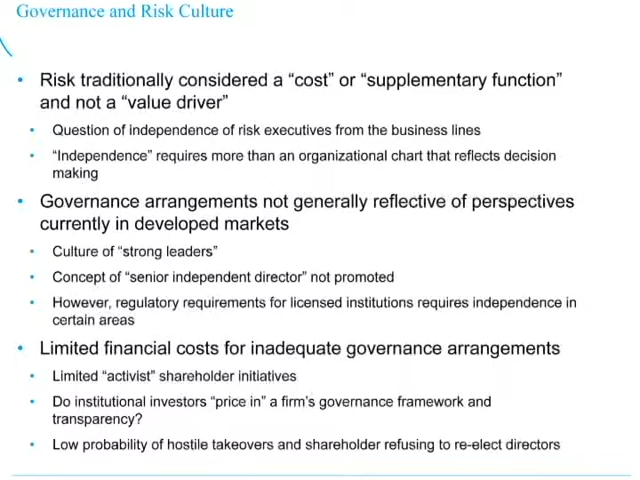 Governance and Risk Culture
• Risk traditionally considered a “cost” or “supplementary function”
and not a “value driver”
• Question of independence of risk executives from the business lines
• “Independence” requires more than an organizational chart that reflects decision
making
• Governance arrangements not generally reflective of perspectives
currently in developed markets
• Culture of “strong leaders”
• Concept of “senior independent director” not promoted
• However, regulatory requirements for licensed institutions requires independence in
certain areas
• Limited financial costs for inadequate governance arrangements
• Limited “activist” shareholder initiatives
• Do institutional investors “price in” a firm’s governance framework and
transparency?
• Low probability of hostile takeovers and shareholder refusing to re-elect directors